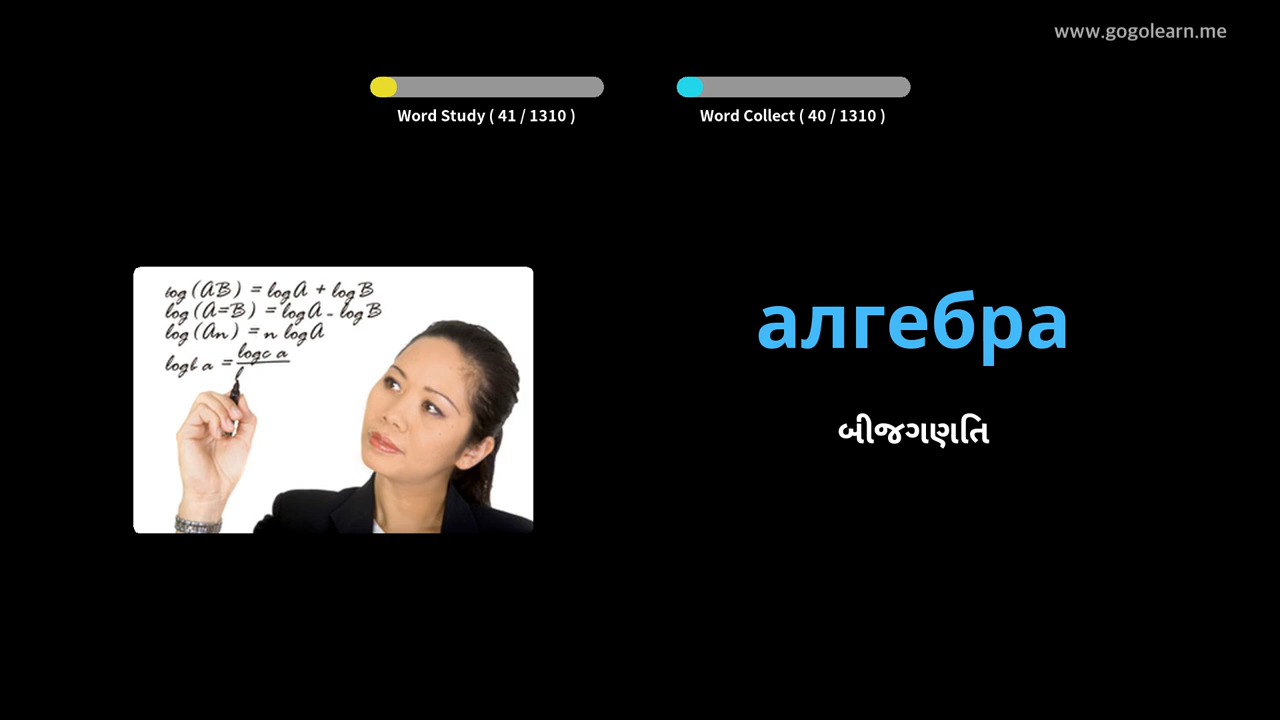 www.gogolearn.me
Word Study ( 41 / 1310 )
Word Collect ( 40 / 1310 )
log (AB) = log A + log B
log (A=B) = log A - log B
log (An) = n log A
logb a = logc a
алгебра
બીજગણતિ